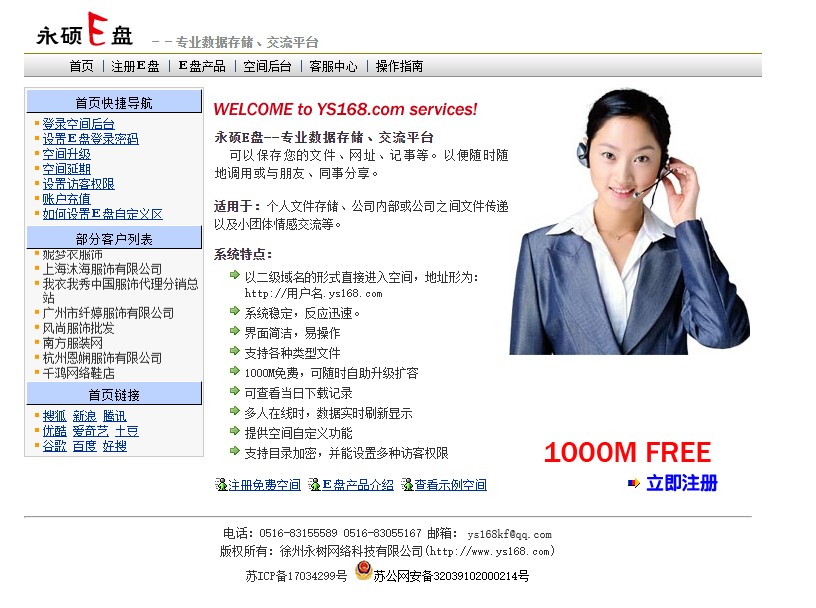 永硕E盘 －－专业数据存储、交流平台
首页 | 注册E盘 | E盘产品 | 空间后台 | 客服中心 | 操作指南
首页快捷导航
登录空间后台
设置E盘登录密码
空间升级
空间延期
设置访客权限
账户充值
如何设置E盘自定义区
部分客户列表
妮梦衣服饰
上海沐海服饰有限公司
我衣我秀中国服饰代理分销总
站
广州市纤婷服饰有限公司
风尚服饰批发
南方服装网
杭州恩娴服饰有限公司
千鸿网络鞋店
首页链接
搜狐 新浪 腾讯
优酷 爱奇艺 土豆
谷歌 百度 好搜
WELCOME to YS168.com services!
永硕E盘--专业数据存储、交流平台
可以保存您的文件、网址、记事等。以便随时随
地调用或与朋友、同事分享。
适用于：个人文件存储、公司内部或公司之间文件传递
以及小团体情感交流等。
系统特点：
以二级域名的形式直接进入空间，地址形为：
http://用户名.ys168.com
系统稳定，反应迅速。
界面简洁，易操作
支持各种类型文件
1000M免费，可随时自助升级扩容
可查看当日下载记录
多人在线时，数据实时刷新显示
提供空间自定义功能
支持目录加密，并能设置多种访客权限
注册免费空间 E盘产品介绍 查看示例空间
1000M FREE
立即注册
电话：0516-83155589 0516-83055167 邮箱： ys168kf@qq.com
版权所有：徐州永树网络科技有限公司(http://www.ys168.com)
苏ICP备17034299号 苏公网安备32039102000214号